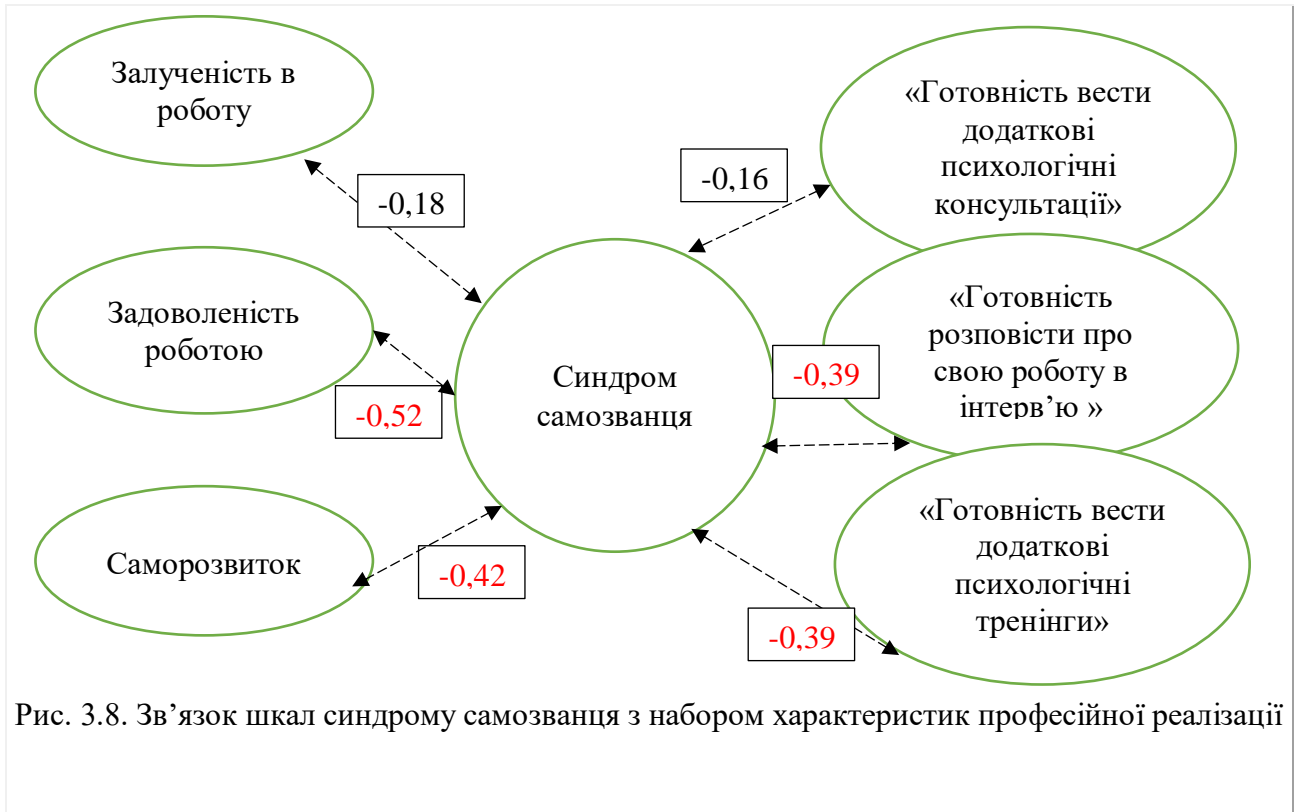 Залученість в
роботу
-0,18
Задоволеність
роботою
-0,52
Саморозвиток
-0,42
Синдром
самозванця
-0,16
«Готовність вести
додаткові
психологічні
консультації»
-0,39
«Готовність
розповісти про
свою роботу в
інтерв’ю »
-0,39
«Готовність вести
додаткові
психологічні
тренінги»
Рис. 3.8. Зв’язок шкал синдрому самозванця з набором характеристик професійної реалізації